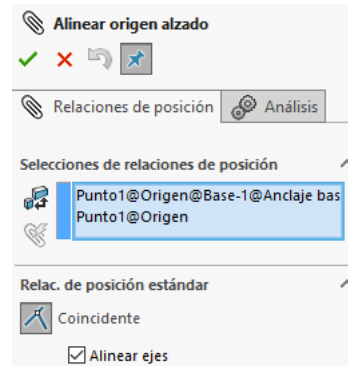 Alinear origen alzado
Relaciones de posición
Análisis
Selecciones de relaciones de posición
Punto1@Origen@Base-1@Anclaje bas
Punto1@Origen
Relac. de posición estándar
Coincidente
Alinear ejes